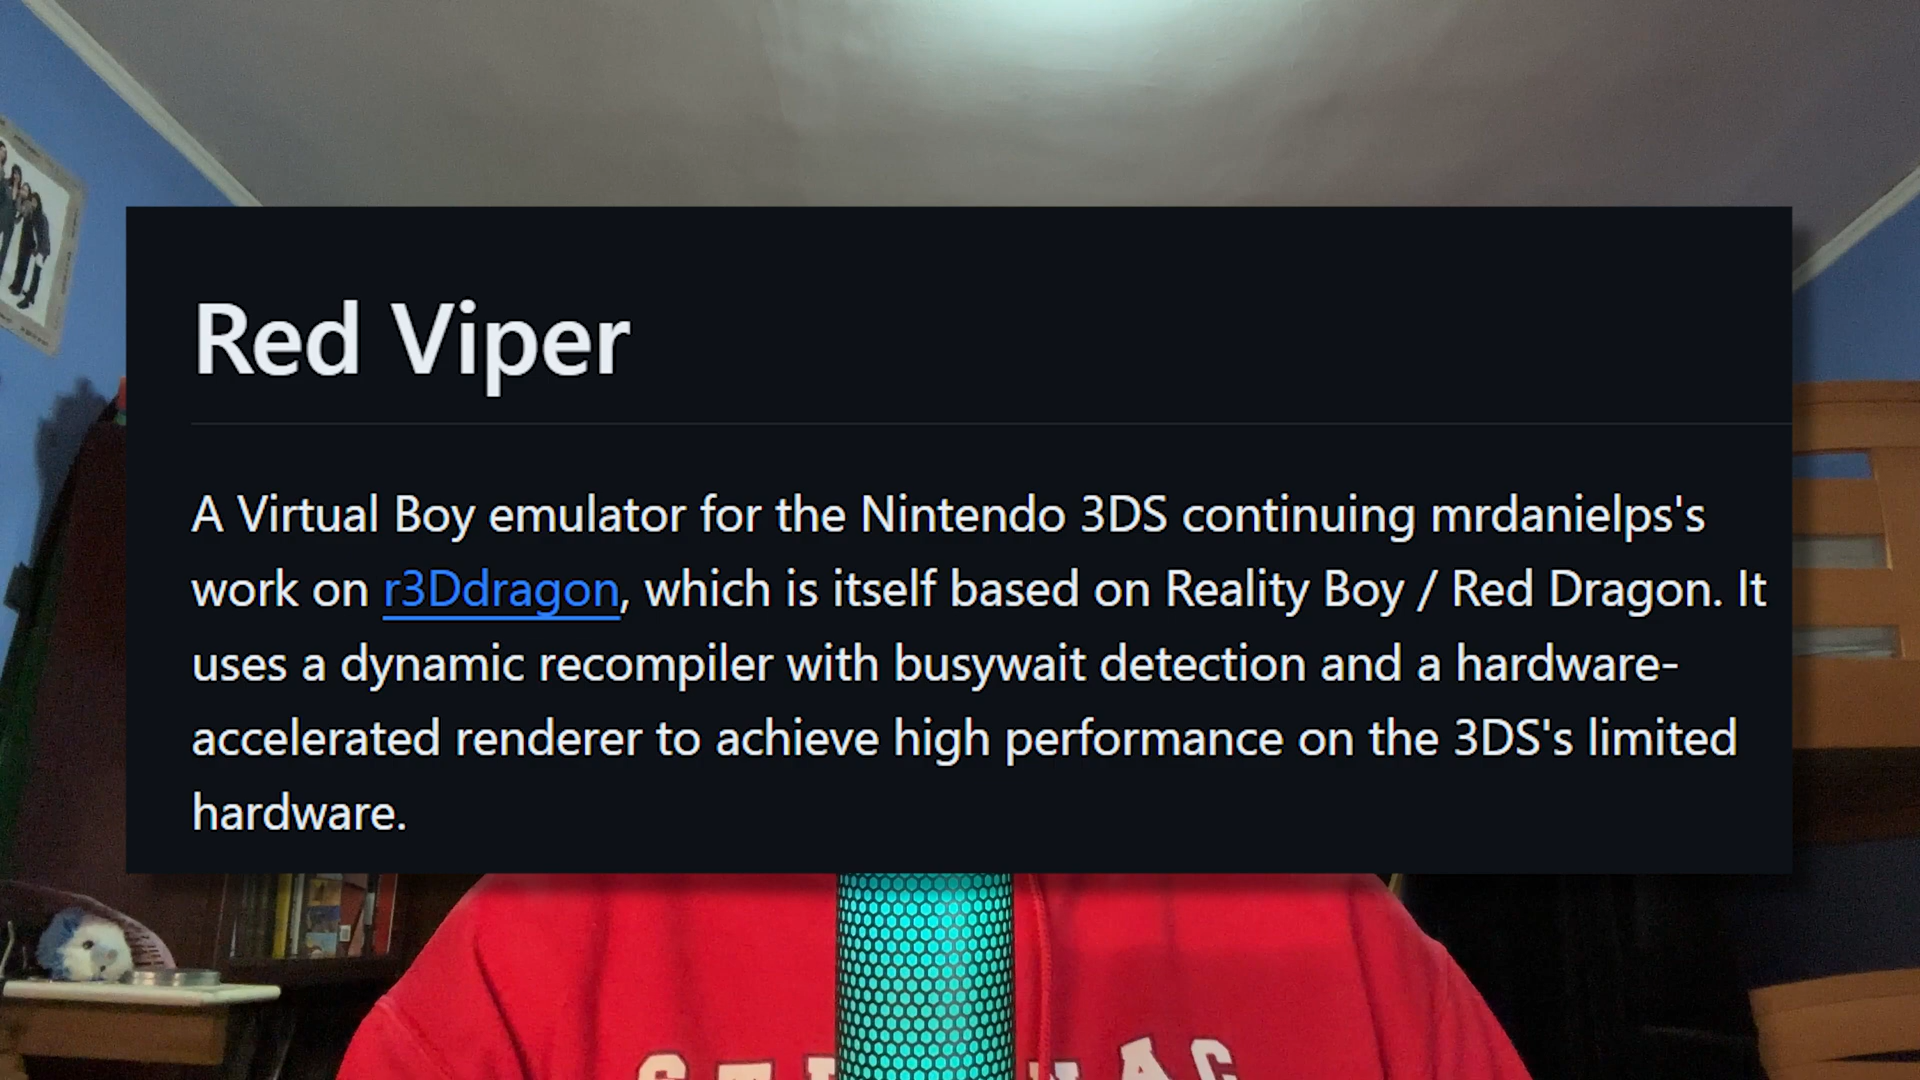 Red Viper
A Virtual Boy emulator for the Nintendo 3DS continuing mrdanielps's
work on r3Ddragon, which is itself based on Reality Boy / Red Dragon. It
uses a dynamic recompiler with busywait detection and a hardware-
accelerated renderer to achieve high performance on the 3DS's limited
hardware.